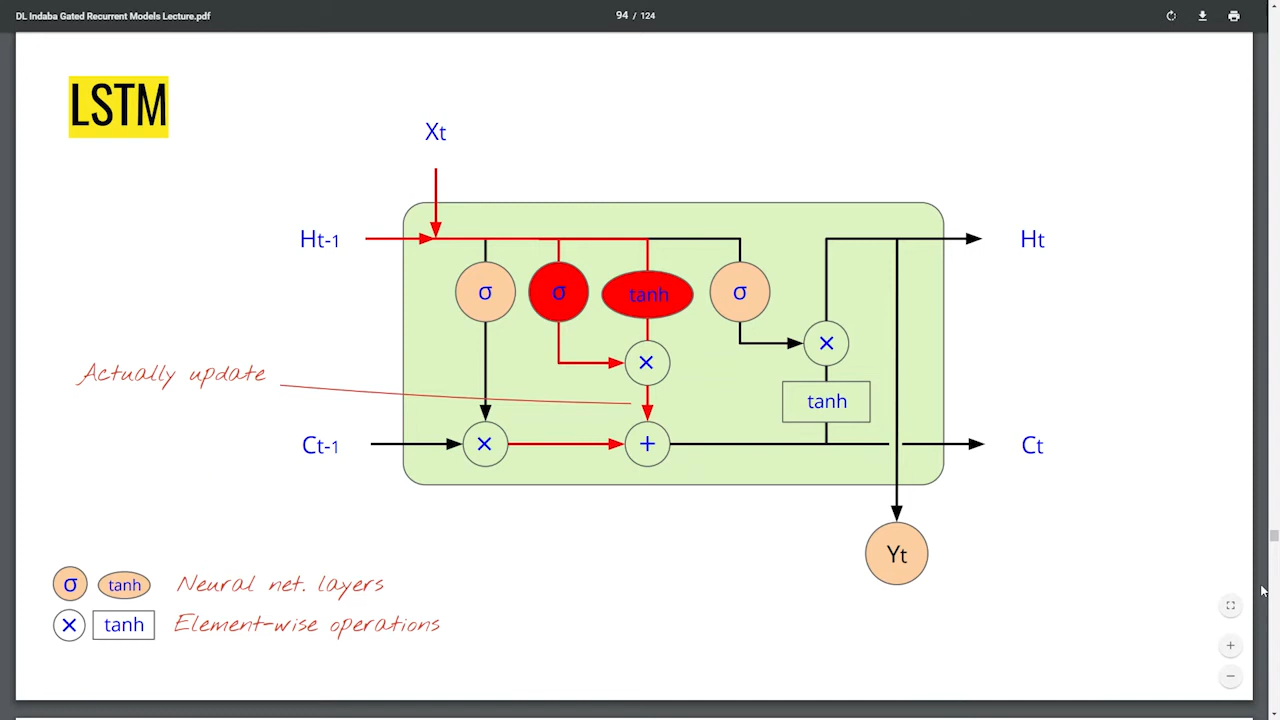 DL Indaba Gated Recurrent Models Lecture.pdf
94 / 124
LSTM
Xt
Ht-1
Ht
σ
σ
tanh
σ
×
×
tanh
Actually update
Ct-1
×
+
Ct
Yt
σ tanh Neural net. layers
× tanh Element-wise operations